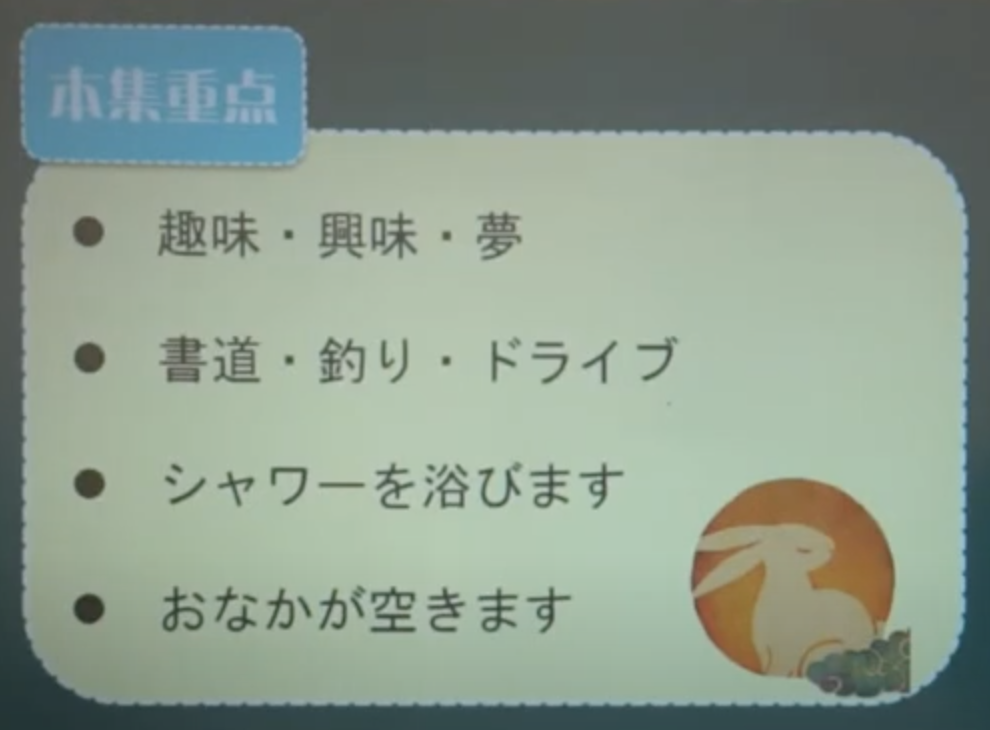 本集重点
● 趣味・興味・夢
● 書道・釣り・ドライブ
● シャワーを浴びます
● おなかが空きます